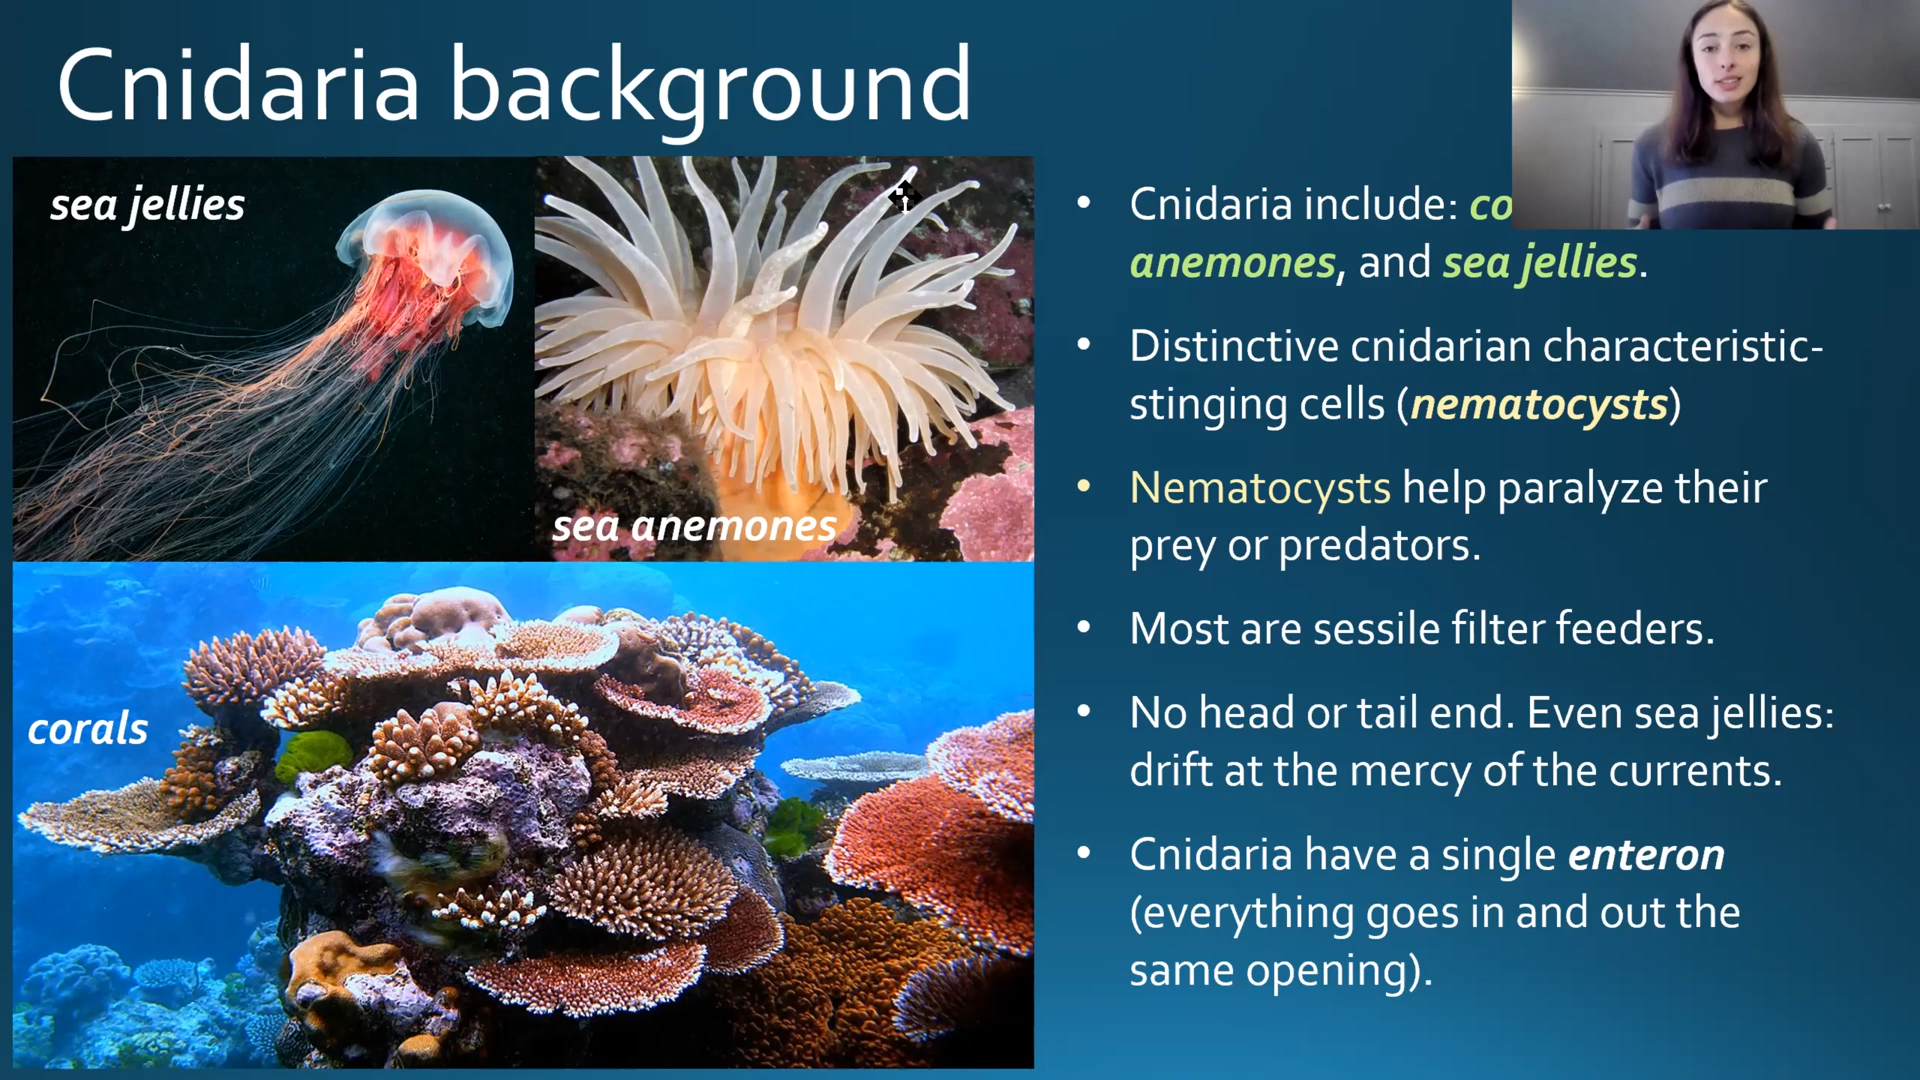 Cnidaria background
sea jellies
sea anemones
corals
• Cnidaria include:
anemones, and sea jellies.
• Distinctive cnidarian characteristic-
stinging cells (nematocysts)
• Nematocysts help paralyze their
prey or predators.
• Most are sessile filter feeders.
• No head or tail end. Even sea jellies:
drift at the mercy of the currents.
• Cnidaria have a single enteron
(everything goes in and out the
same opening).